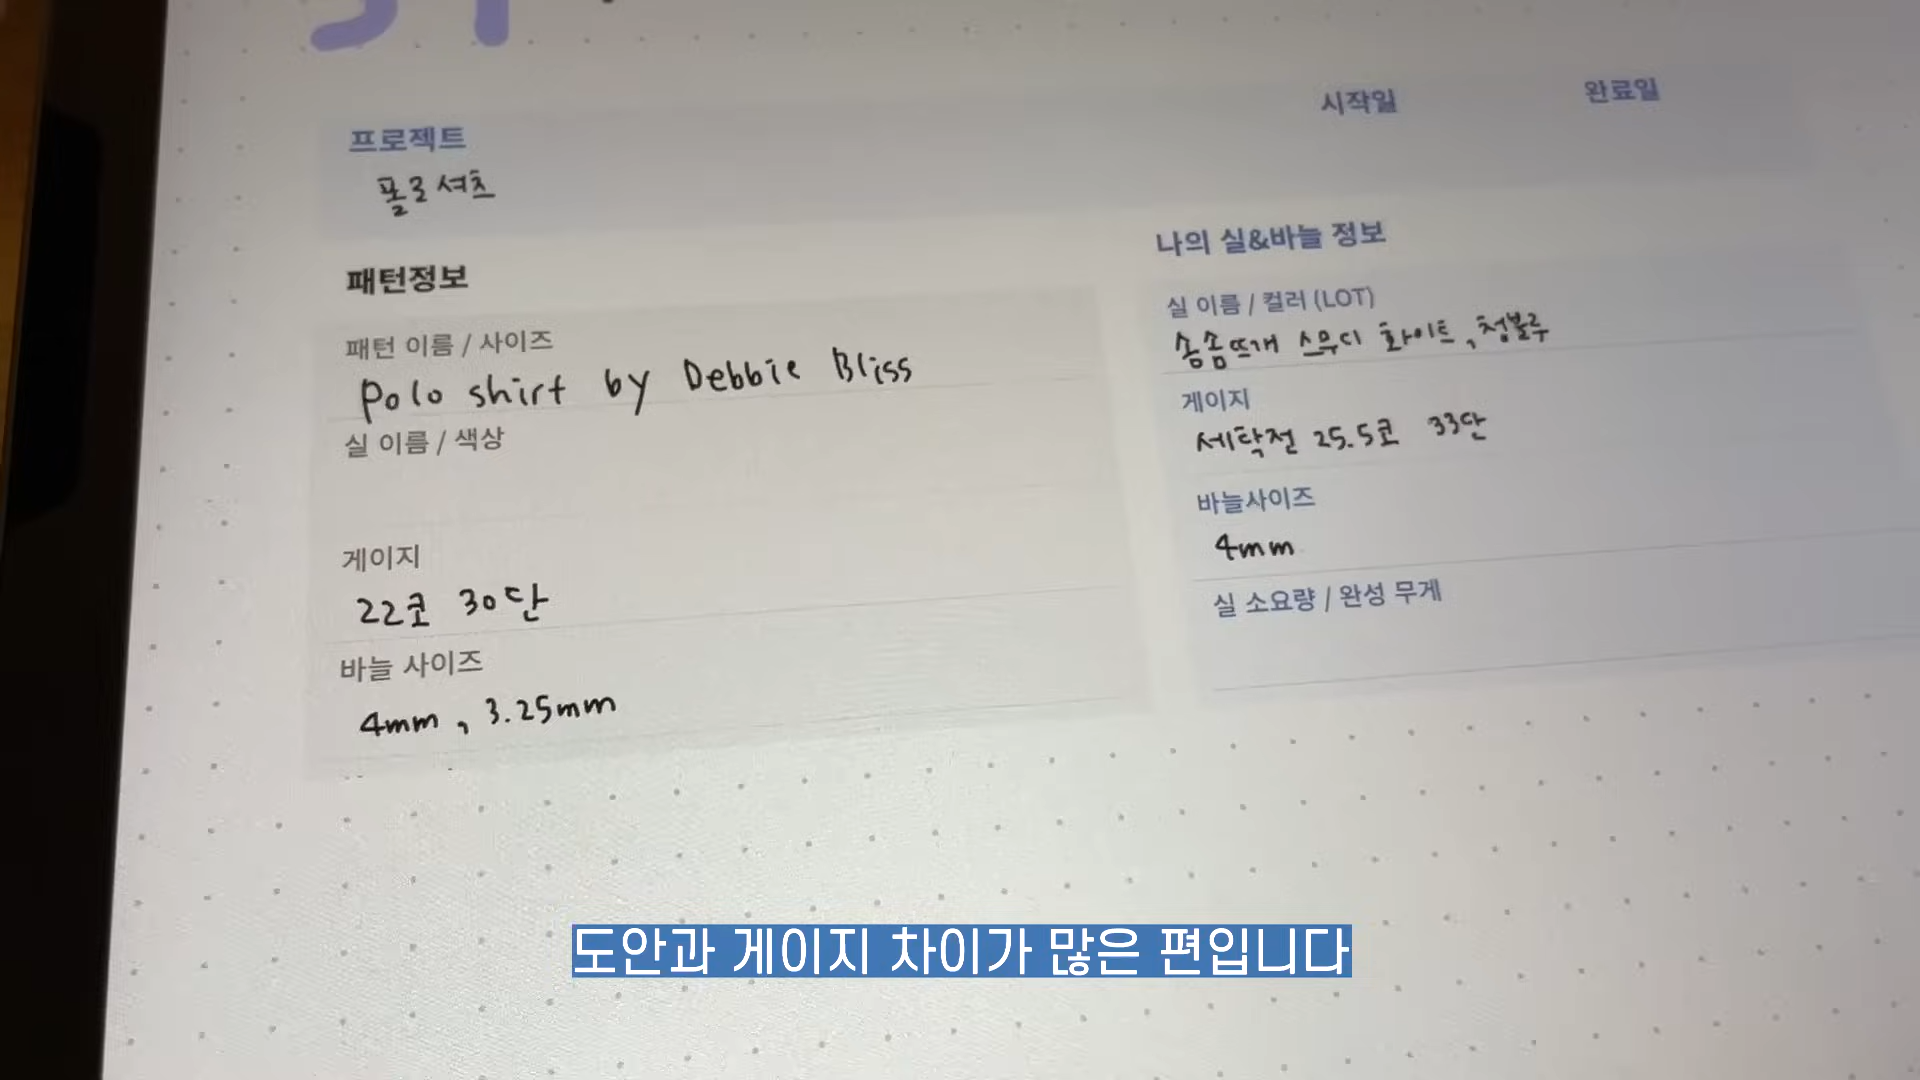 프로젝트
시작일
완료일
폴로셔츠
패턴정보
패턴 이름 / 사이즈
Polo shirt by Debbie Bliss
실 이름 / 색상
게이지
22코 30단
바늘 사이즈
4mm, 3.25mm
나의 실&바늘 정보
실 이름 / 컬러 (LOT)
솜솜뜨개 스무디 화이트, 청블루
게이지
세탁전 25.5코 33단
바늘사이즈
4mm
실 소요량 / 완성 무게
도안과 게이지 차이가 많은 편입니다